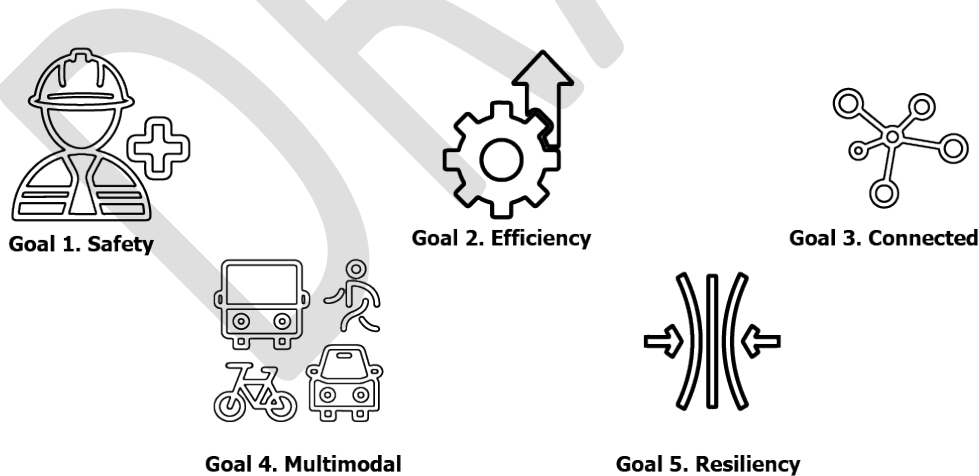 Goal 1. Safety
Goal 2. Efficiency
Goal 3. Connected
Goal 4. Multimodal
Goal 5. Resiliency